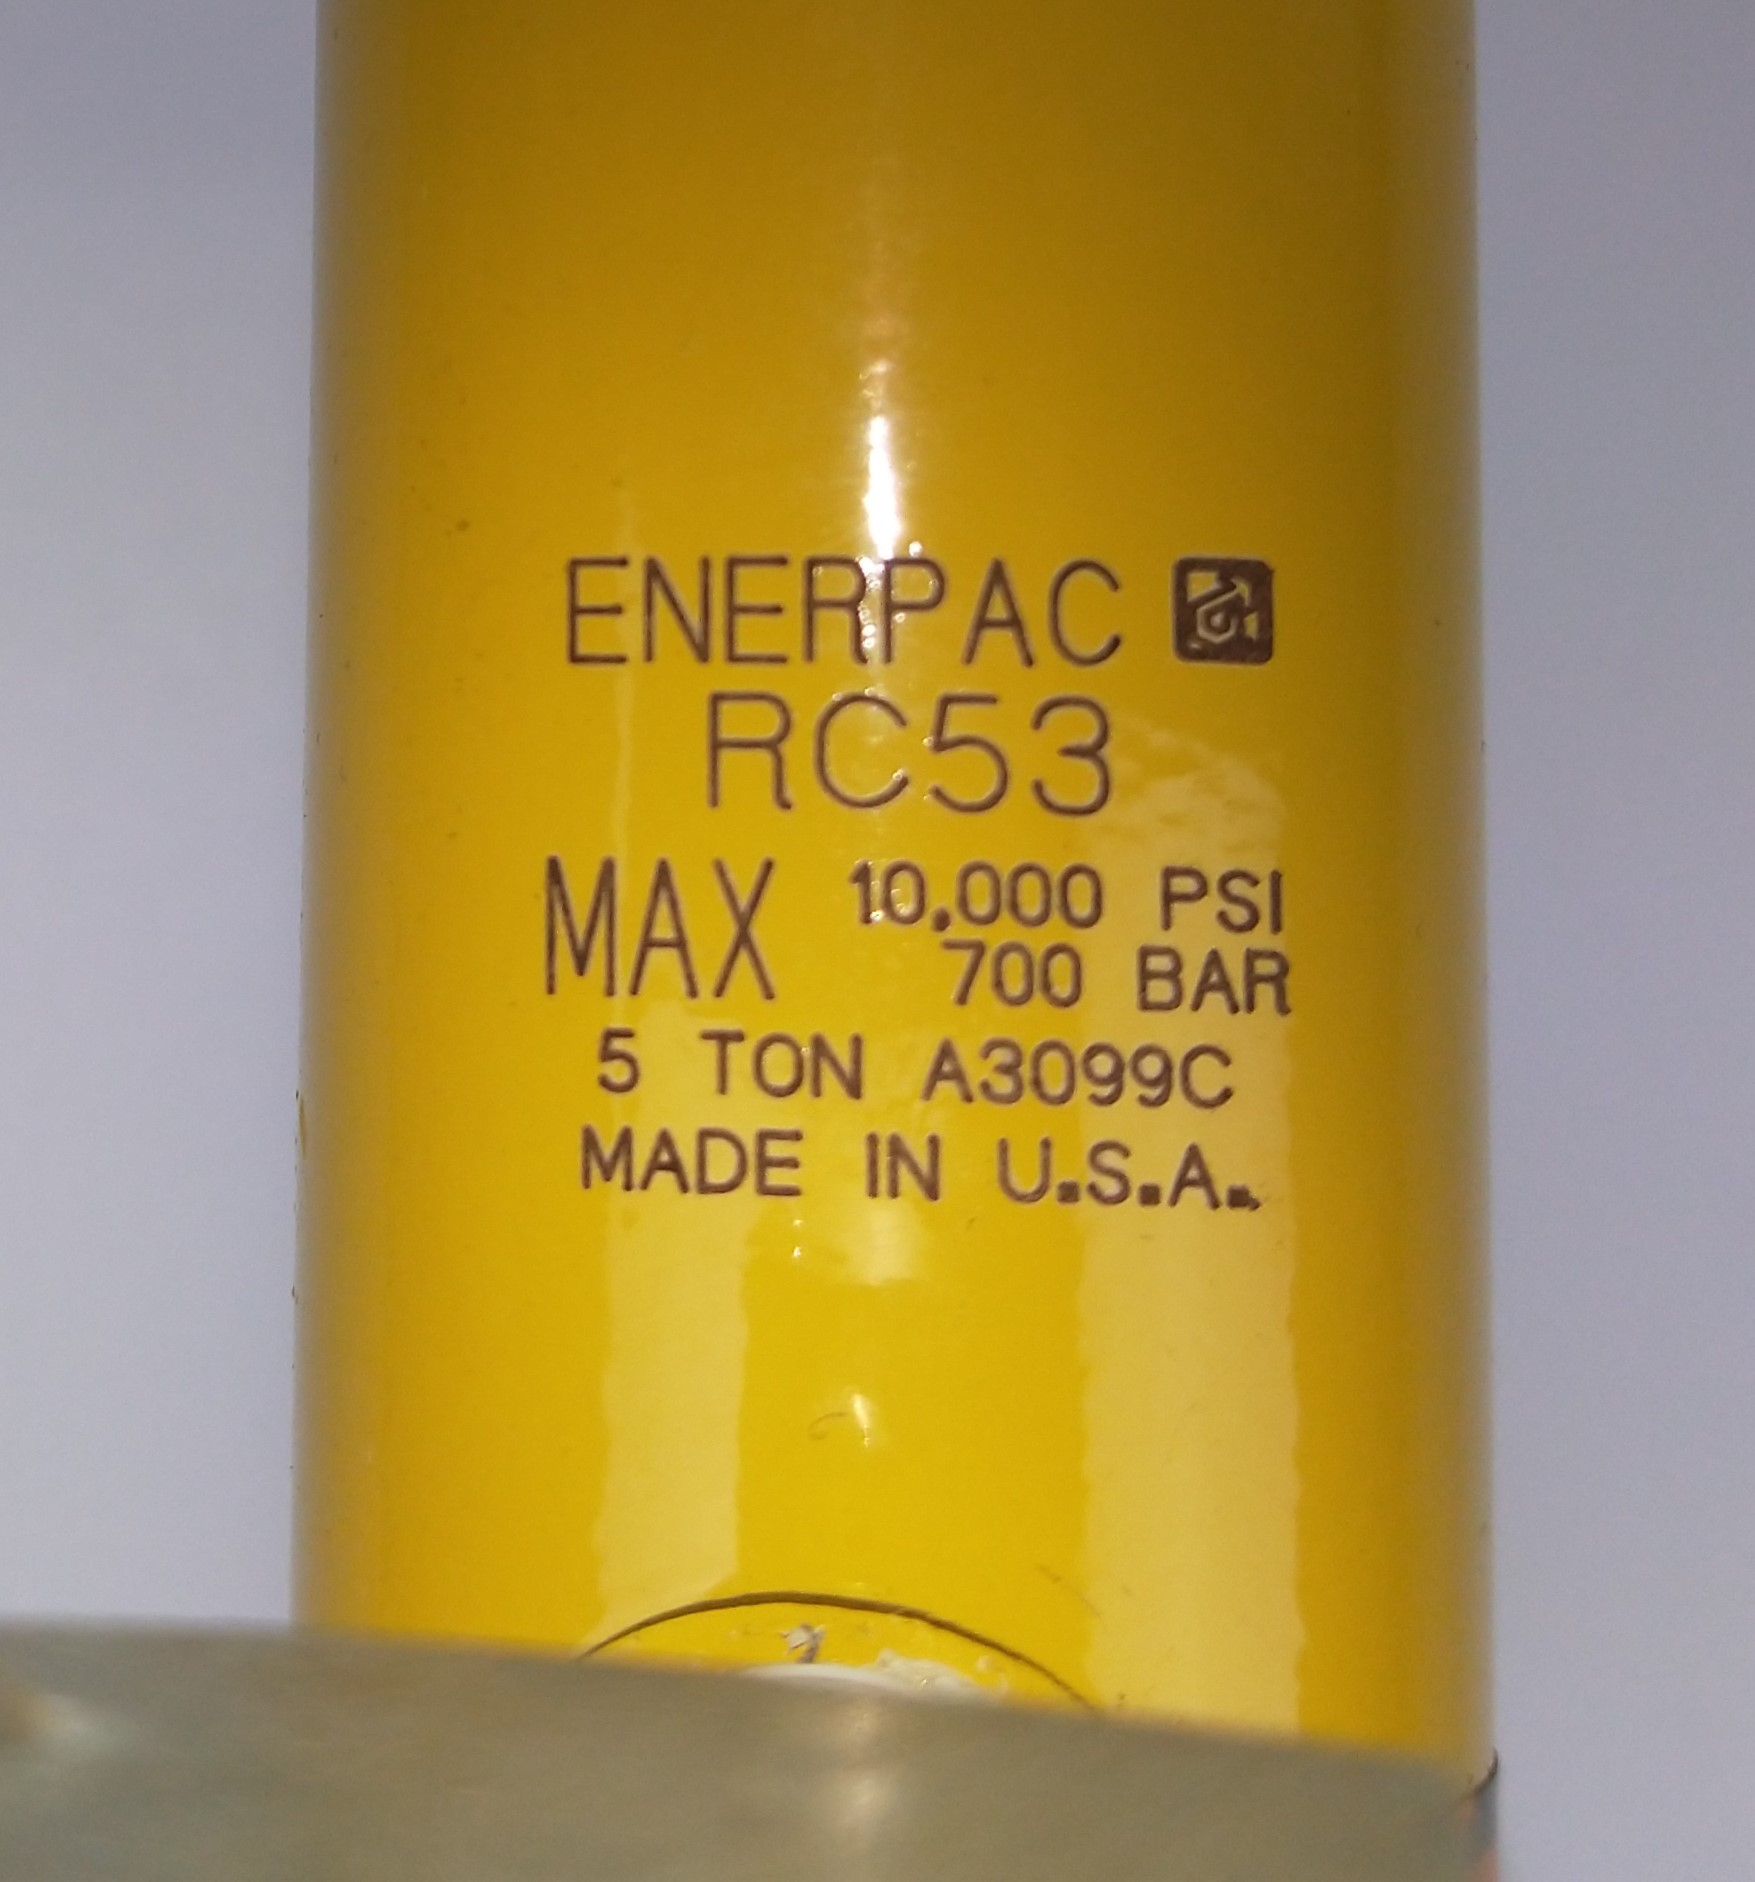 ENERPAC
RC53
MAX 10,000 PSI
700 BAR
5 TON A3099C
MADE IN U.S.A.